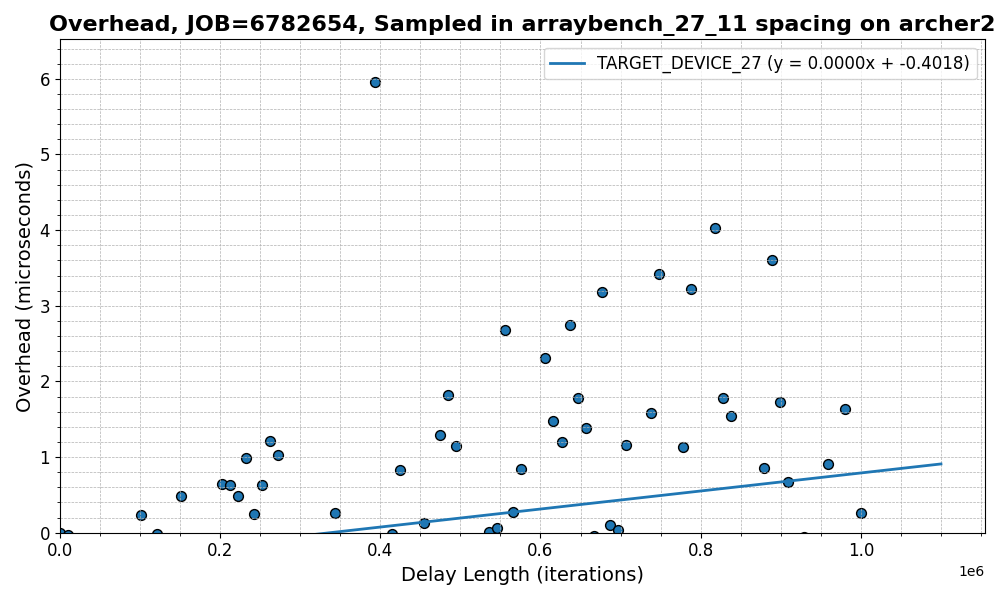 Overhead, JOB=6782654, Sampled in arraybench_27_11 spacing on archer2
TARGET_DEVICE_27 (y = 0.0000x + -0.4018)
Overhead (microseconds)
6
5
4
3
2
1
0
0.0 0.2 0.4 0.6 0.8 1.0
1e6
Delay Length (iterations)